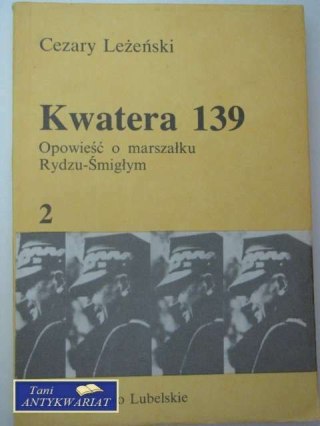 Cezary Leżeński
Kwatera 139
Opowieść o marszałku
Rydzu-Śmigłym
2
Lubelskie
Tani
ANTYKWARIAT